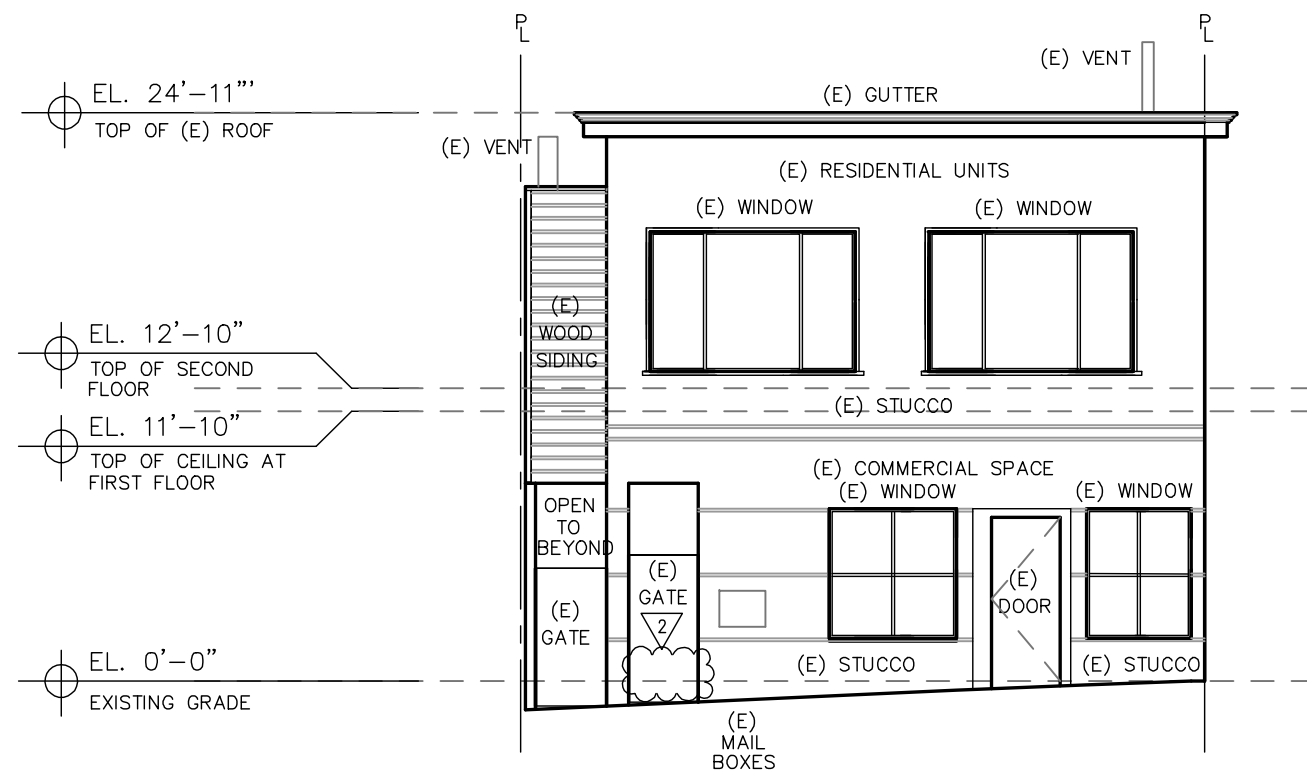 P
L
P
L
(E) VENT
EL. 24'–11"'
(E) GUTTER
TOP OF (E) ROOF
(E) VENT
(E) RESIDENTIAL UNITS
(E) WINDOW
(E) WINDOW
(E)
WOOD
SIDING
EL. 12'–10"
TOP OF SECOND
FLOOR
(E) STUCCO
EL. 11'–10"
TOP OF CEILING AT
FIRST FLOOR
(E) COMMERCIAL SPACE
(E) WINDOW
(E) WINDOW
OPEN
TO
BEYOND
(E)
GATE
2
(E)
DOOR
(E)
GATE
EL. 0'–0"
EXISTING GRADE
(E) STUCCO
(E) STUCCO
(E)
MAIL
BOXES